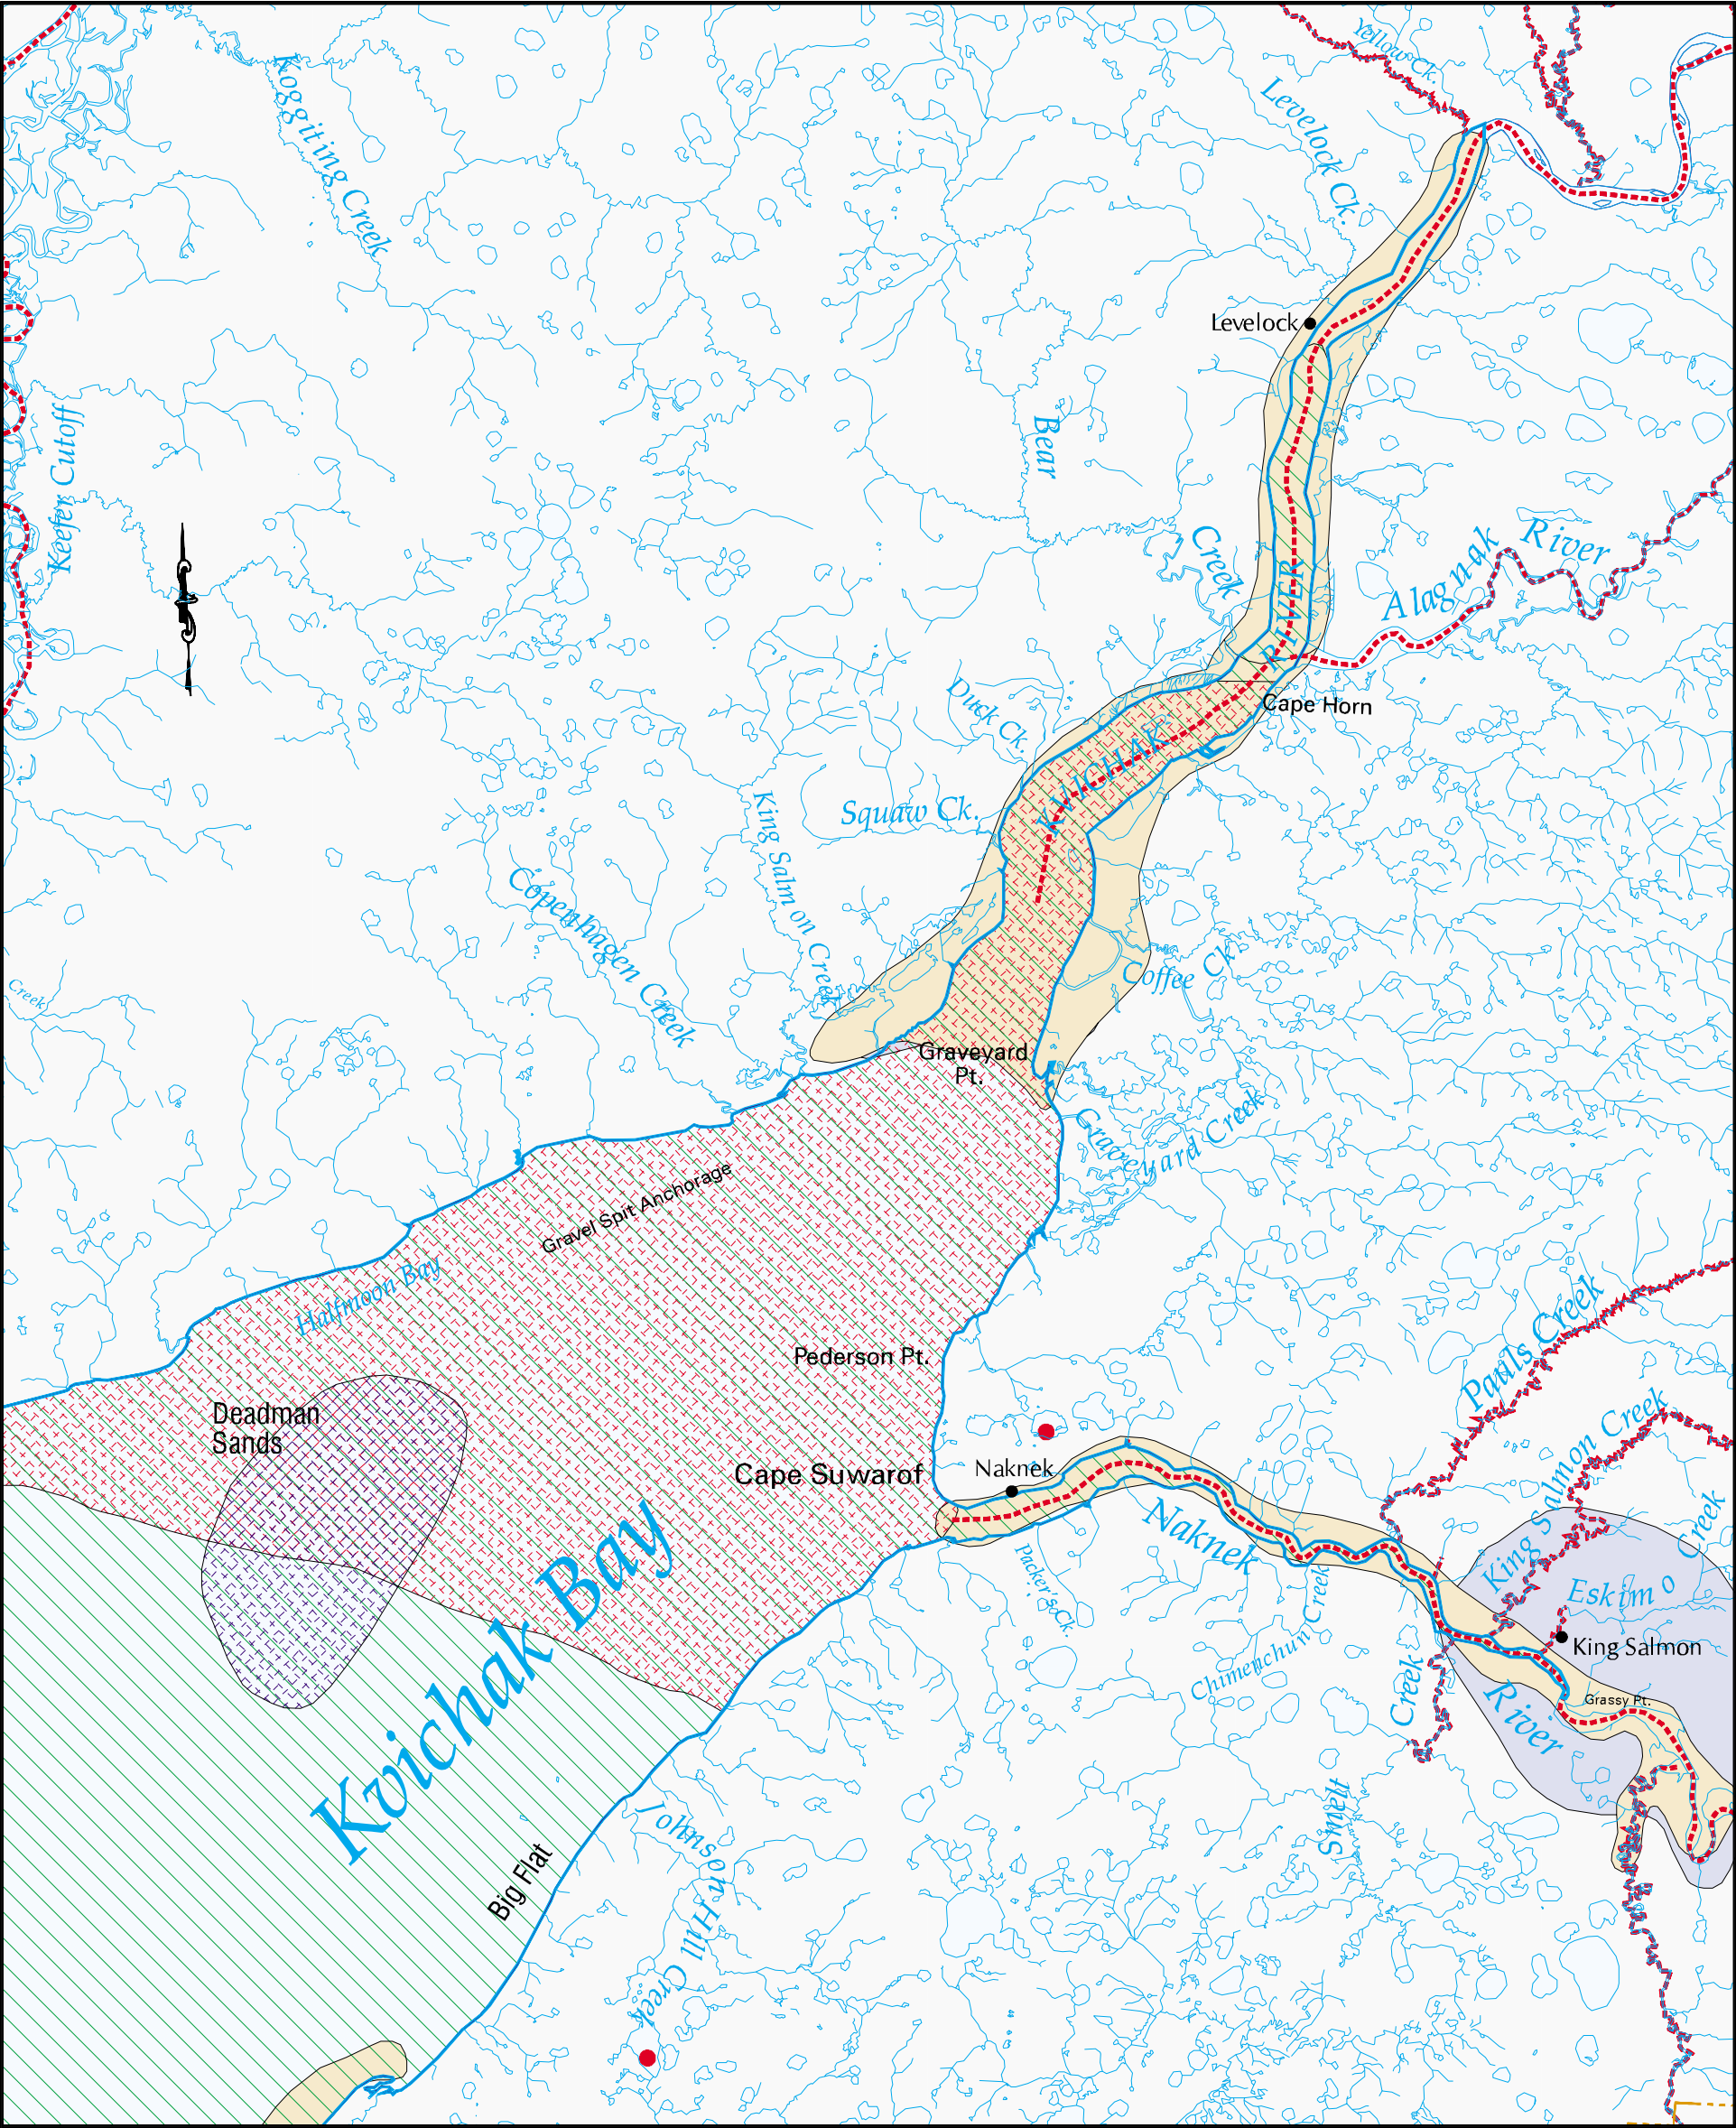 Yellow Ck.
Koggiting Creek
Levelock Ck.
Levelock
Keefer Cutoff
Bear
Creek
Alagnak River
RIVER
Cape Horn
Duck Ck.
KVICHAK
Squaw Ck.
King Salmon Creek
Copenhagen Creek
Coffee Ck.
Creek
Graveyard
Pt.
Graveyard Creek
Gravel Spit Anchorage
Halfmoon Bay
Pederson Pt.
Pauls Creek
Deadman
Sands
Cape Suwarof
Naknek
King Salmon Creek
Naknek
River
Packer's Ck.
Chimenchun Creek
Eskimo
Creek
King Salmon
Grassy Pt.
Kvichak Bay
Smelt
Creek
Big Flat
Johnson Hill Creek